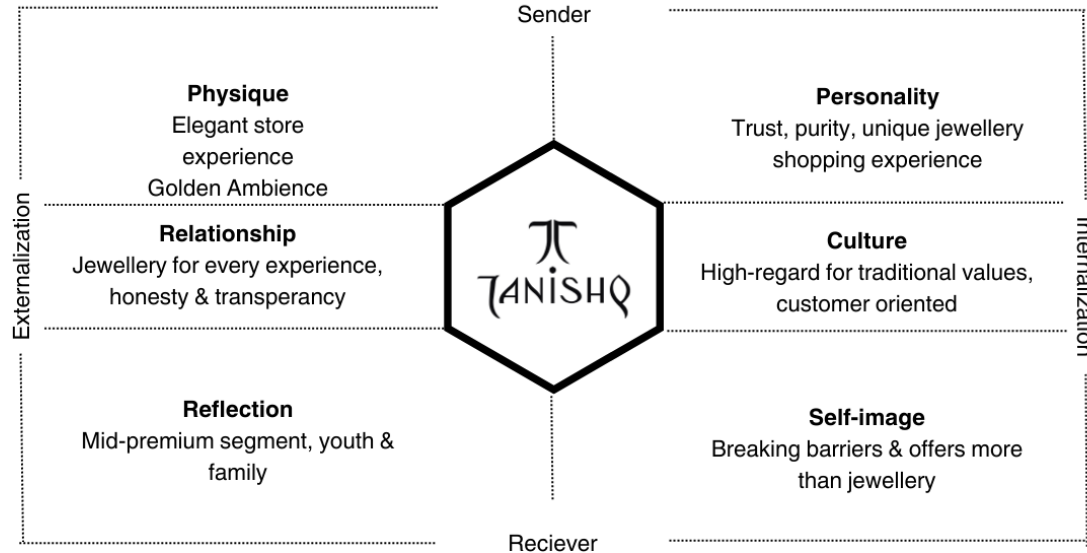 Sender
Physique
Elegant store
experience
Golden Ambience
Personality
Trust, purity, unique jewellery
shopping experience
Externalization
Relationship
Jewellery for every experience,
honesty & transperancy
TANISHQ
Culture
High-regard for traditional values,
customer oriented
Internalization
Reflection
Mid-premium segment, youth &
family
Self-image
Breaking barriers & offers more
than jewellery
Reciever